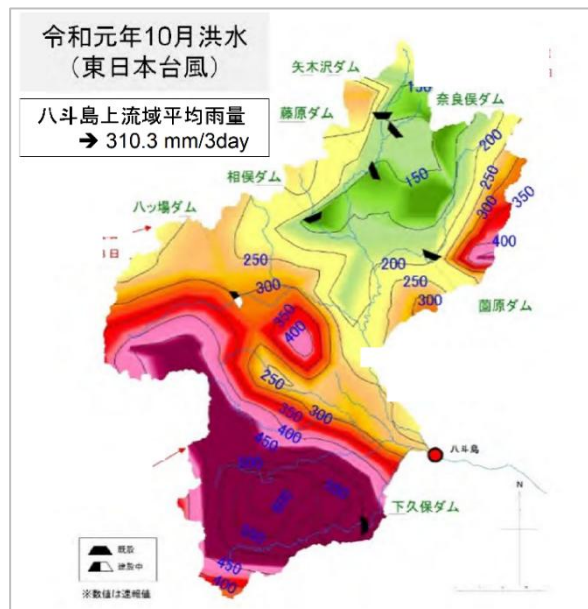 令和元年10月洪水
(東日本台風)
八斗島上流域平均雨量
➔ 310.3 mm/3day
矢木沢ダム
藤原ダム
奈良俣ダム
相俣ダム
八ッ場ダム
薗原ダム
下久保ダム
八斗島
150
200
250
300
350
400
150
250
200
250
300
300
350
400
250
350
300
400
450
450
400
N
既設
建設中
※数値は速報値
日